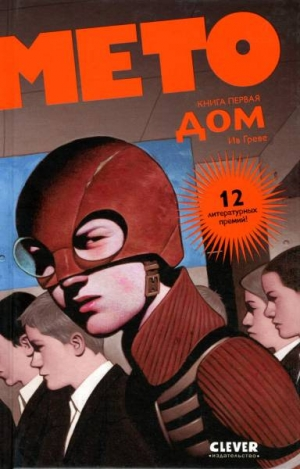 МЕТО
КНИГА ПЕРВАЯ
ДОМ
Ив Греве
12
литературных
премий!
CLEVER
ИЗДАТЕЛЬСТВО